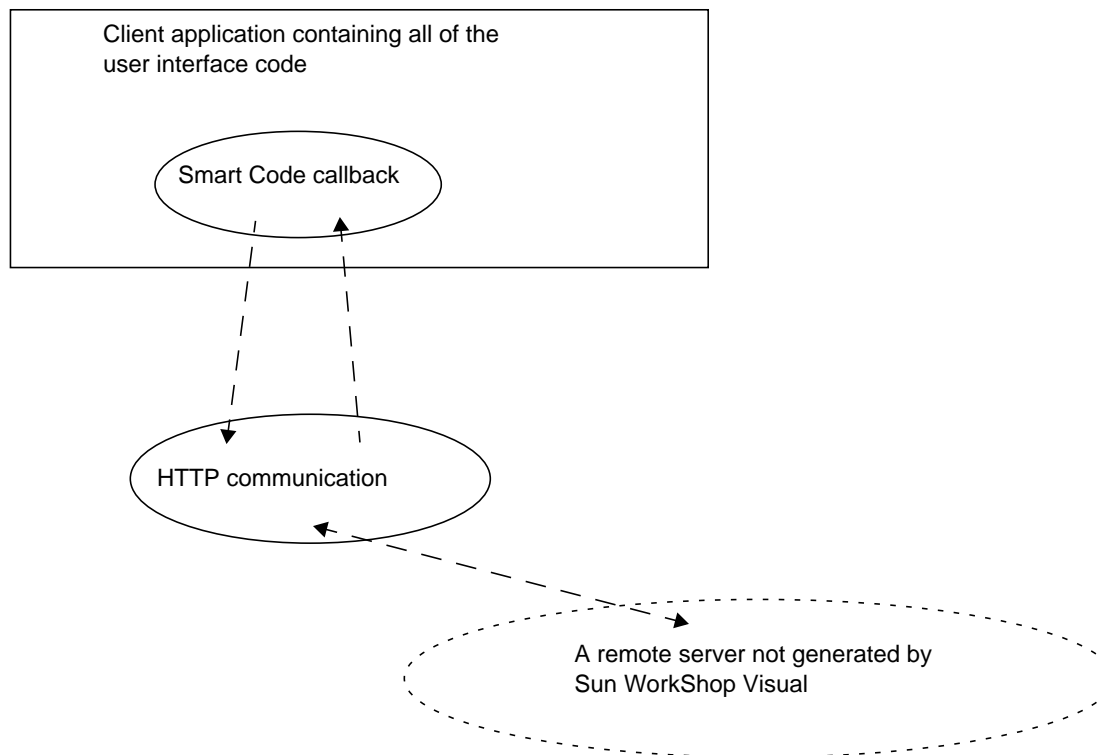 Client application containing all of the
user interface code
Smart Code callback
HTTP communication
A remote server not generated by
Sun WorkShop Visual